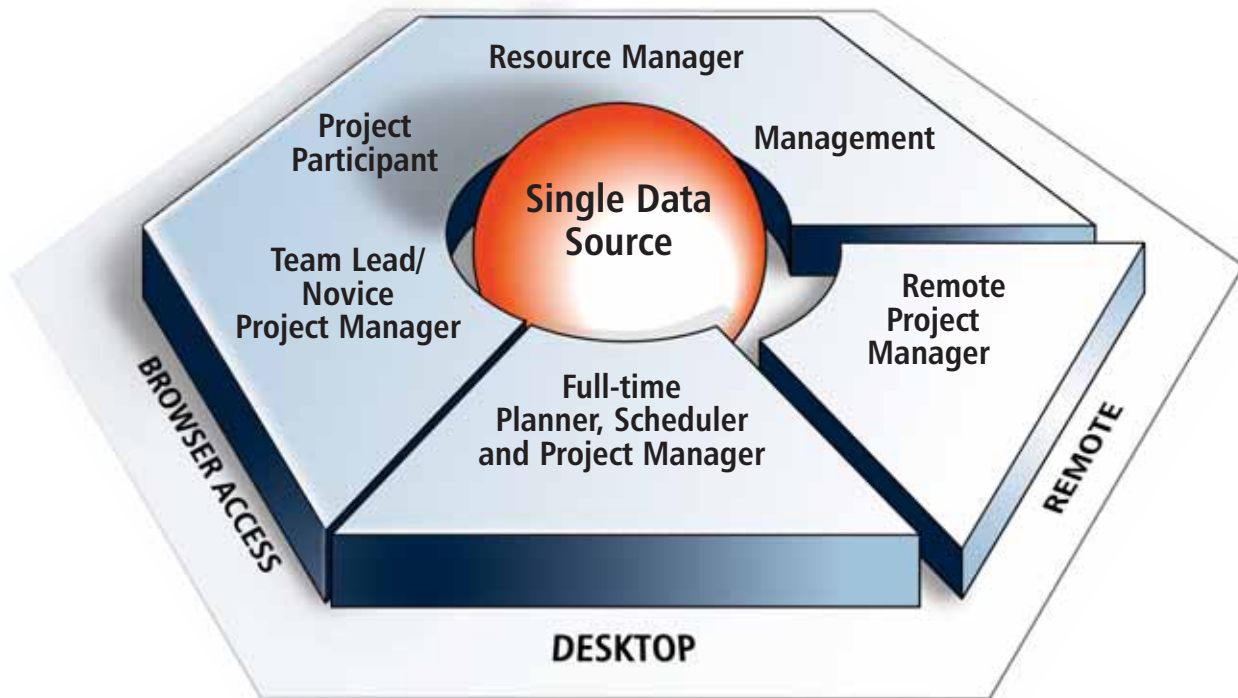 Resource Manager
Project
Participant
Management
Single Data
Source
Team Lead/
Novice
Project Manager
Remote
Project
Manager
Full-time
Planner, Scheduler
and Project Manager
BROWSER ACCESS
REMOTE
DESKTOP